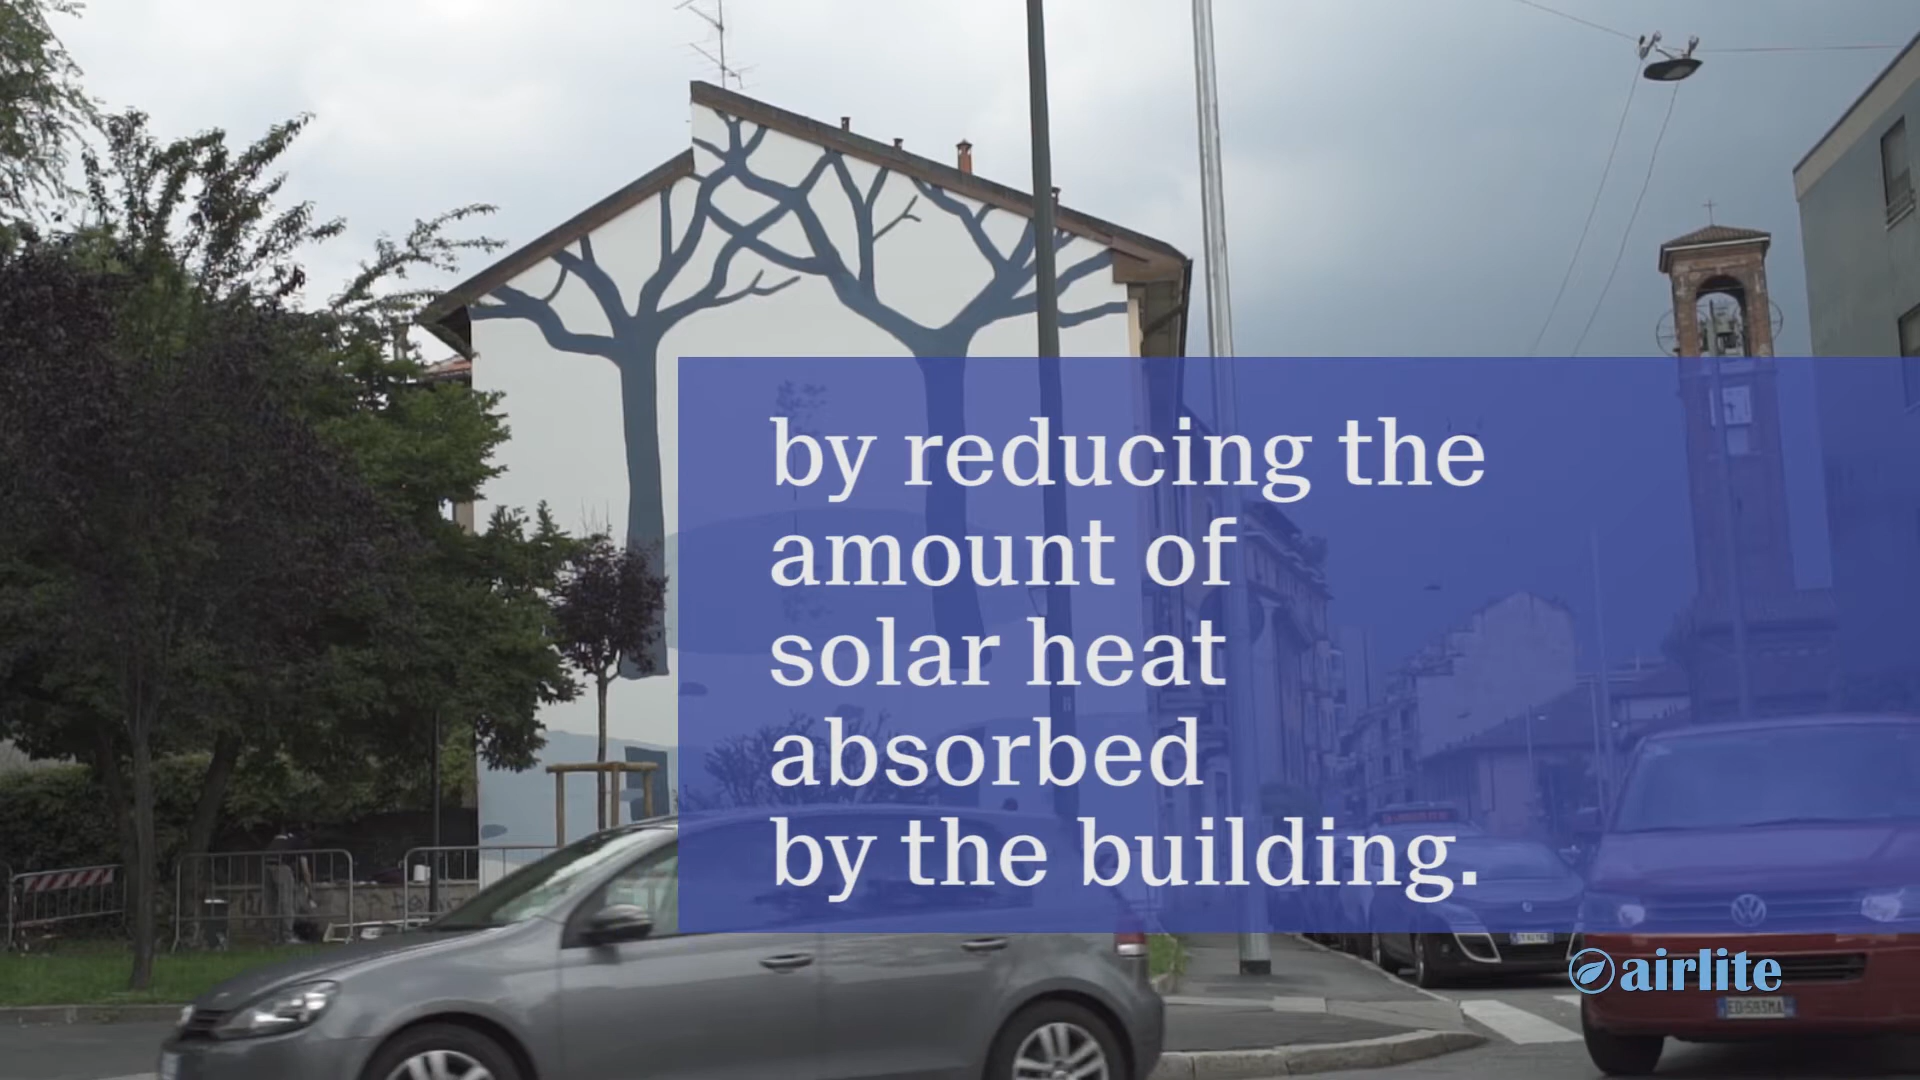 by reducing the
amount of
solar heat
absorbed
by the building.
airlite